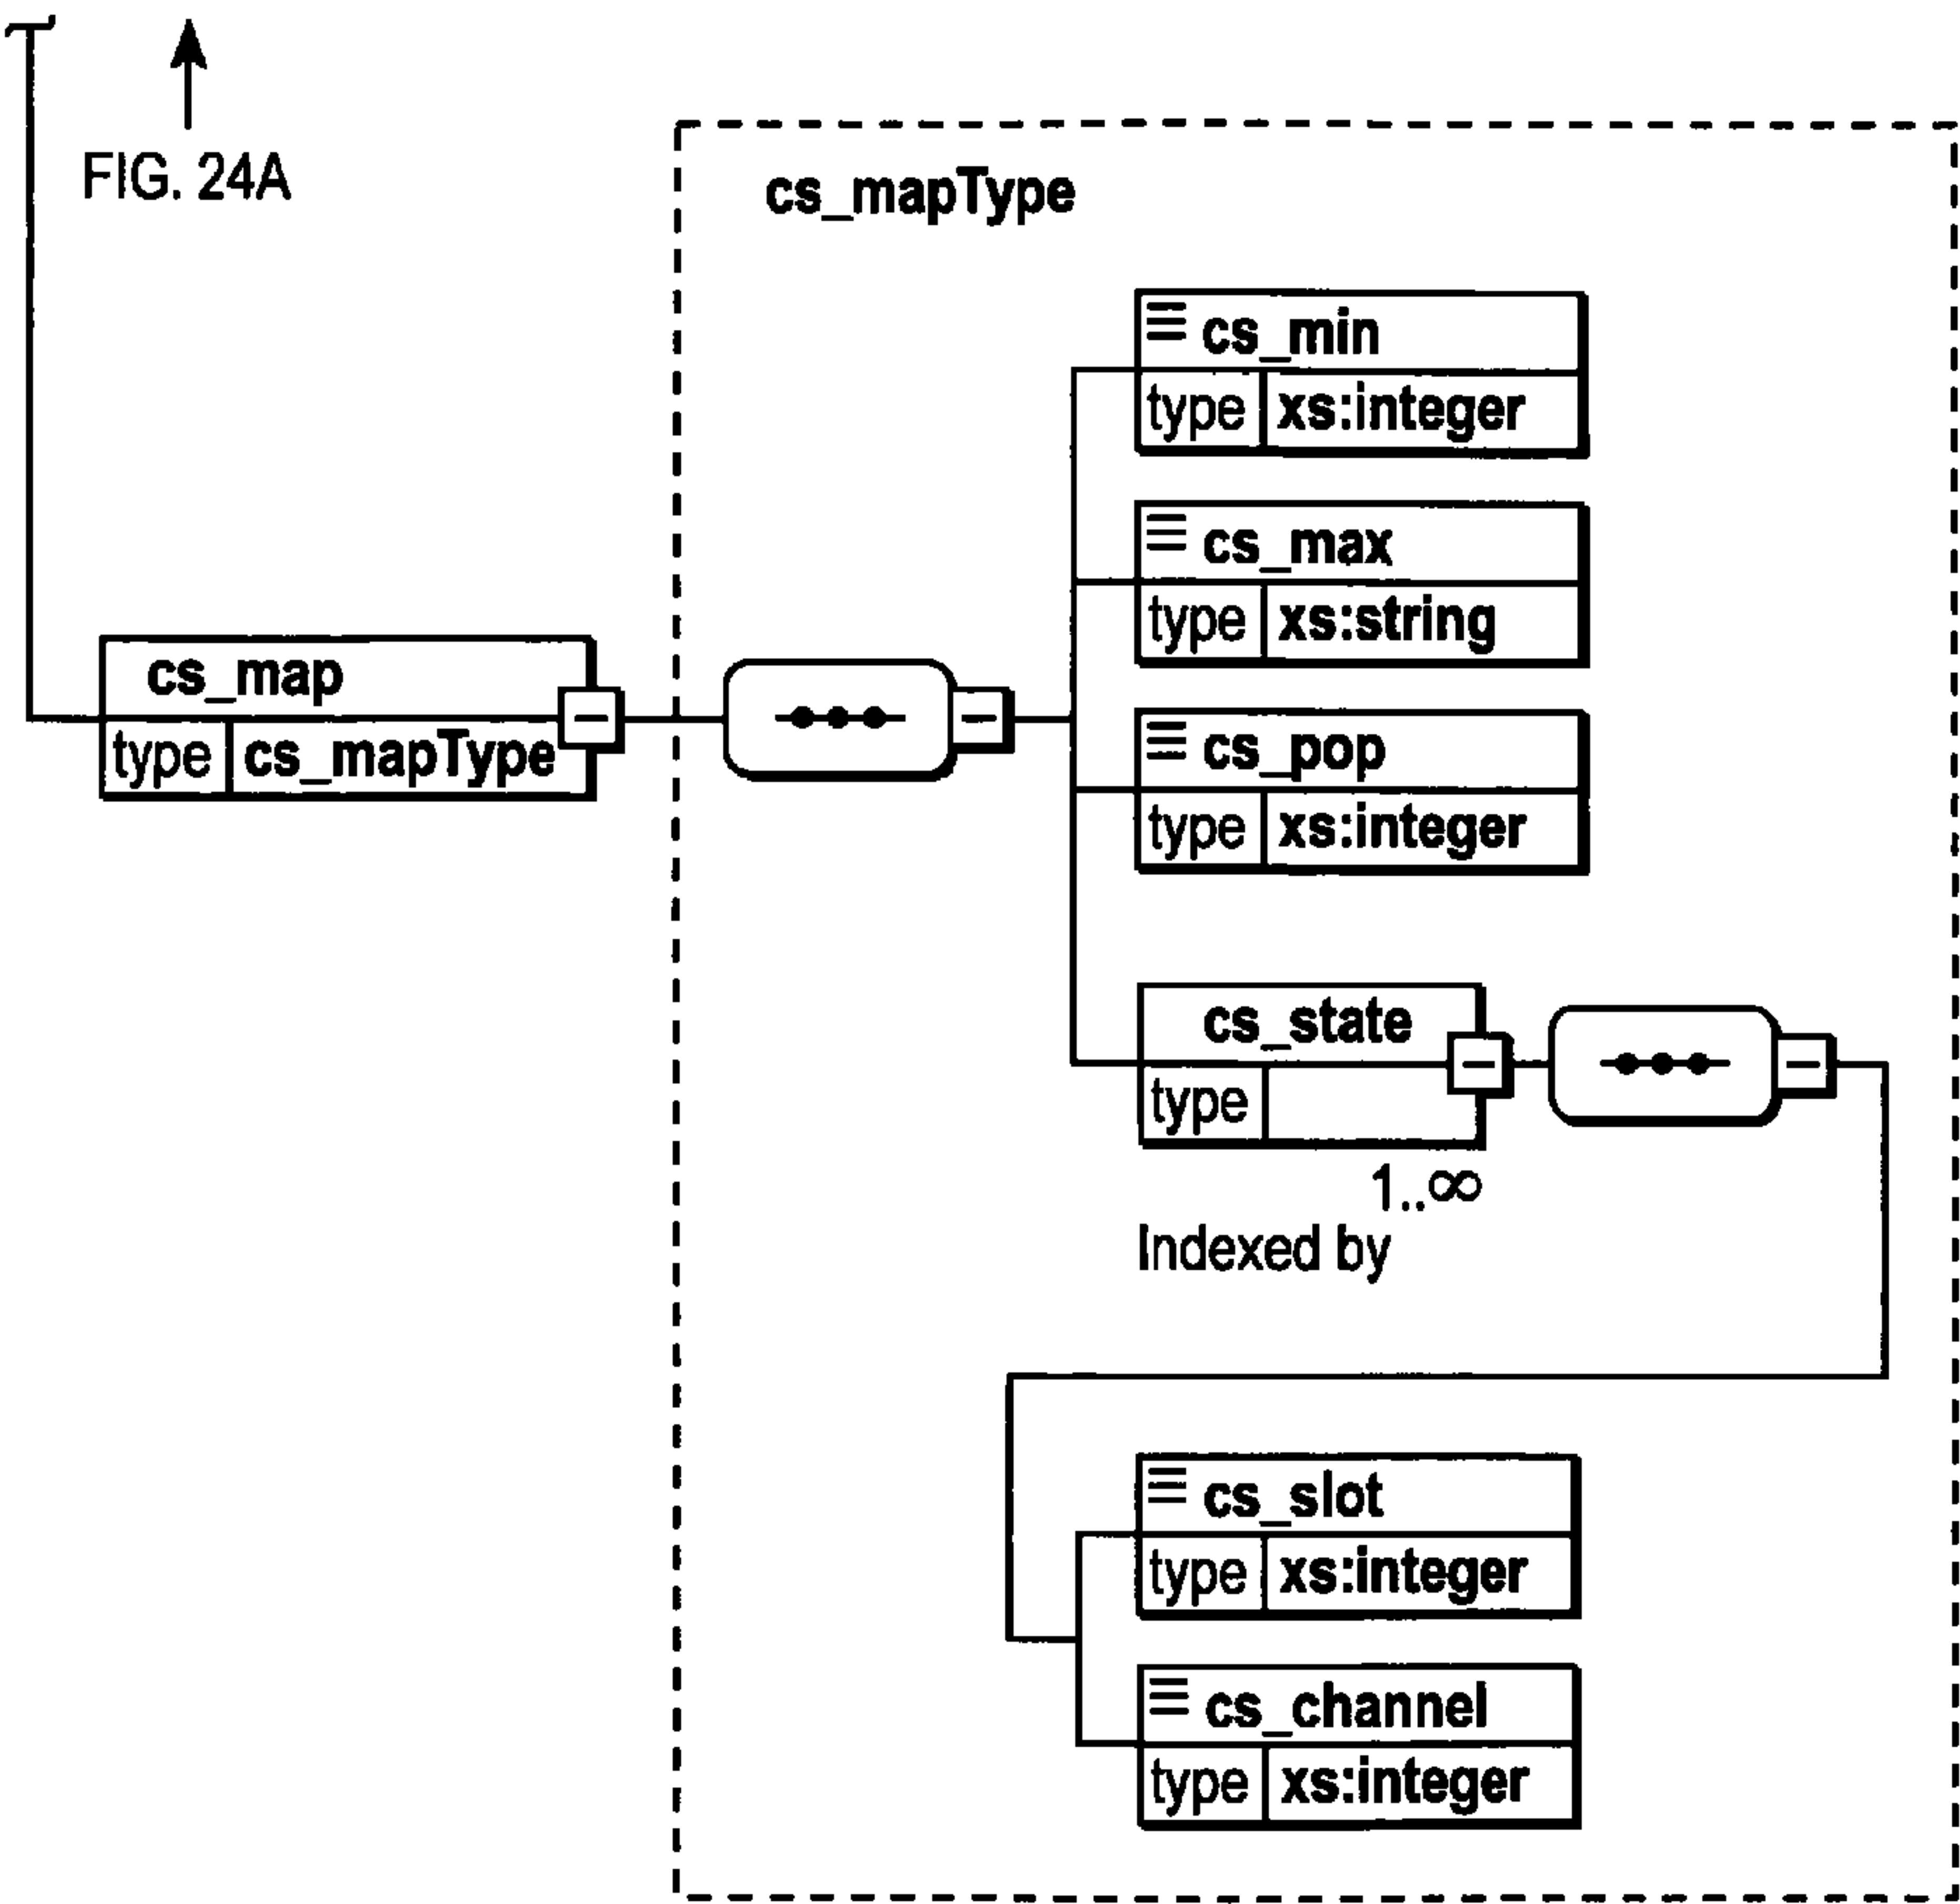 FIG. 24A
cs_mapType
cs_min
type xs:integer
cs_max
type xs:string
cs_map
type cs_mapType
cs_pop
type xs:integer
cs_state
type
1..∞
Indexed by
cs_slot
type xs:integer
cs_channel
type xs:integer